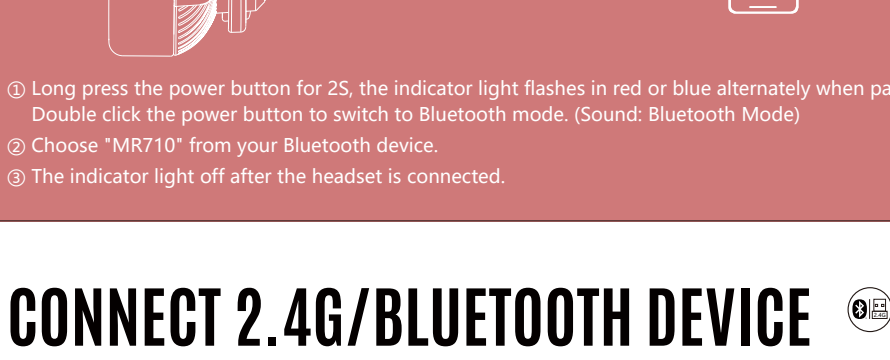 ① Long press the power button for 2S, the indicator light flashes in red or blue alternately when
Double click the power button to switch to Bluetooth mode. (Sound: Bluetooth Mode)
② Choose "MR710" from your Bluetooth device.
③ The indicator light off after the headset is connected.
CONNECT 2.4G/BLUETOOTH DEVICE
2.4G